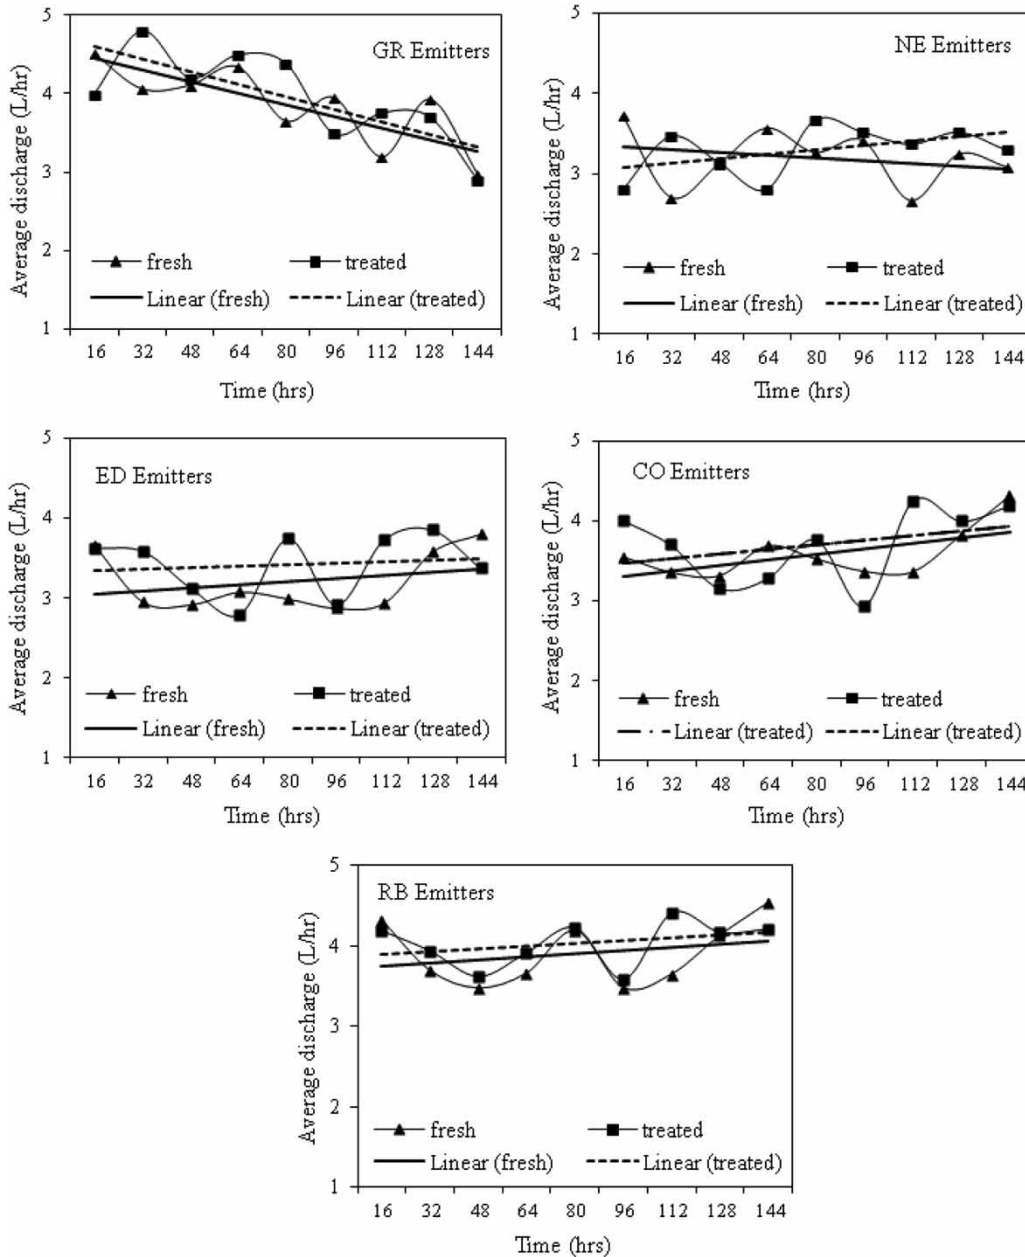 GR Emitters
Average discharge (L/hr)
5
4
3
2
1
fresh treated
Linear (fresh) Linear (treated)
16 32 48 64 80 96 112 128 144
Time (hrs)
NE Emitters
Average discharge (L/hr)
5
4
3
2
1
fresh treated
Linear (fresh) Linear (treated)
16 32 48 64 80 96 112 128 144
Time (hrs)
ED Emitters
Average discharge (L/hr)
5
4
3
2
1
fresh treated
Linear (fresh) Linear (treated)
16 32 48 64 80 96 112 128 144
Time (hrs)
CO Emitters
Average discharge (L/hr)
5
4
3
2
1
fresh treated
Linear (treated) Linear (treated)
16 32 48 64 80 96 112 128 144
Time (hrs)
RB Emitters
Average discharge (L/hr)
5
4
3
2
1
fresh treated
Linear (fresh) Linear (treated)
16 32 48 64 80 96 112 128 144
Time (hrs)